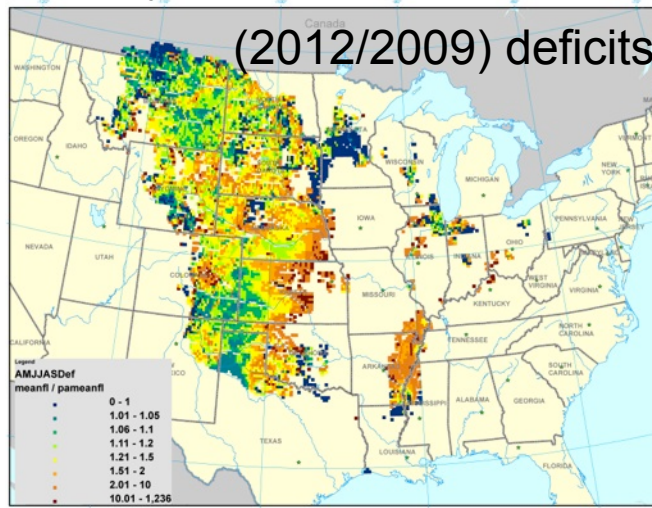 Canada
(2012/2009) deficits
WASHINGTON
OREGON
IDAHO
WISCONSIN
MICHIGAN
VERMONT
NEW YORK
IOWA
PENNSYLVANIA
NEVADA
UTAH
ILLINOIS
INDIANA
OHIO
WEST VIRGINIA
VIRGINIA
MISSOURI
KENTUCKY
CALIFORNIA
TENNESSEE
NORTH CAROLINA
SOUTH CAROLINA
ALABAMA
GEORGIA
TEXAS
LOUISIANA
FLORIDA
Legend
AMJJASDef
meanfl / pameanfl
0 - 1
1.01 - 1.05
1.06 - 1.1
1.11 - 1.2
1.21 - 1.5
1.51 - 2
2.01 - 10
10.01 - 1,236